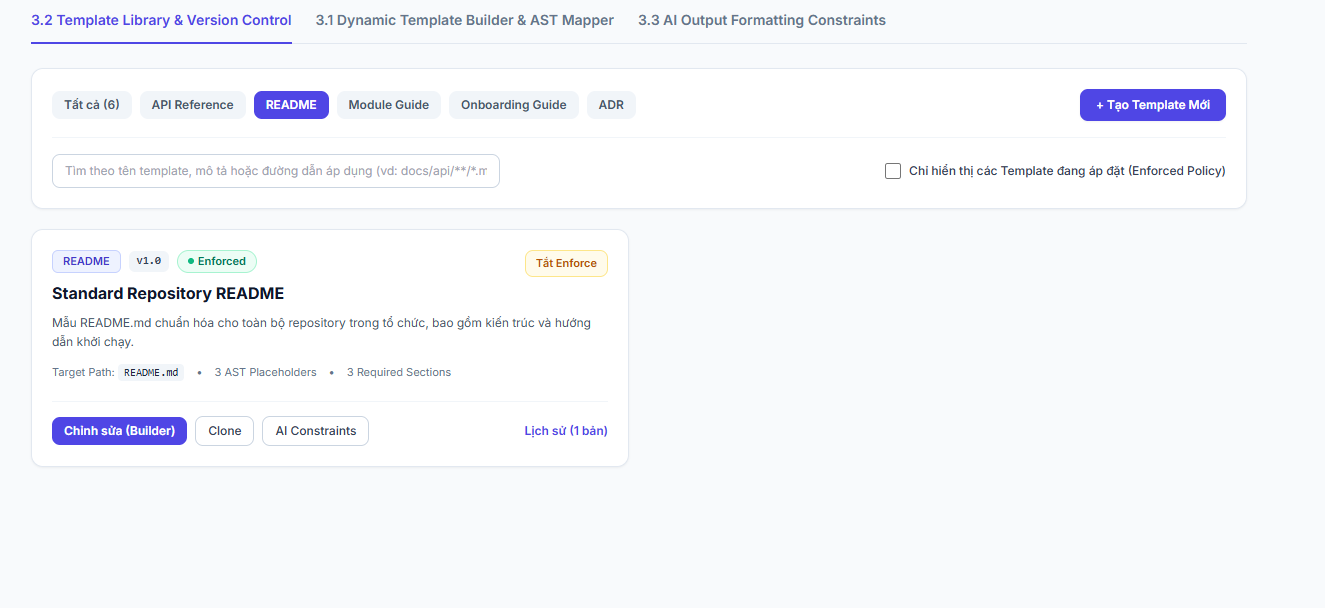 3.2 Template Library & Version Control 3.1 Dynamic Template Builder & AST Mapper 3.3 AI Output Formatting Constraints
Tất cả (6) API Reference README Module Guide Onboarding Guide ADR + Tạo Template Mới
Tìm theo tên template, mô tả hoặc đường dẫn áp dụng (vd: docs/api/**/*.m
Chỉ hiển thị các Template đang áp đặt (Enforced Policy)
README v1.0 Enforced Tắt Enforce
Standard Repository README
Mẫu README.md chuẩn hóa cho toàn bộ repository trong tổ chức, bao gồm kiến trúc và hướng
dẫn khởi chạy.
Target Path: README.md • 3 AST Placeholders • 3 Required Sections
Chỉnh sửa (Builder) Clone AI Constraints Lịch sử (1 bản)